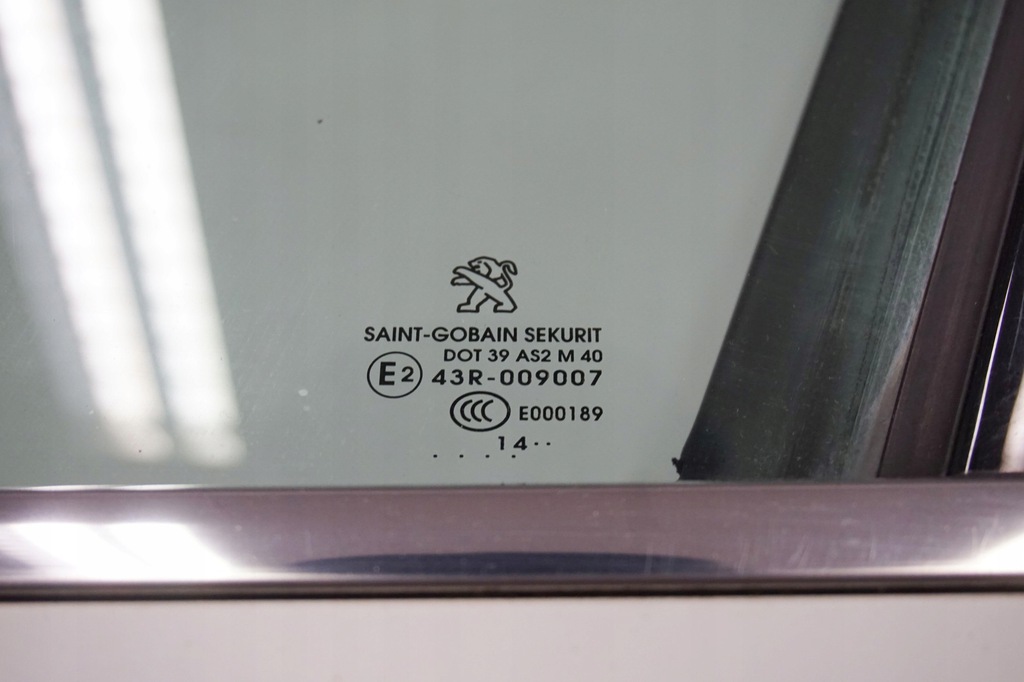 SAINT-GOBAIN SEKURIT
DOT 39 AS2 M 40
E2 43R-009007
CCC E000189
14··
·····